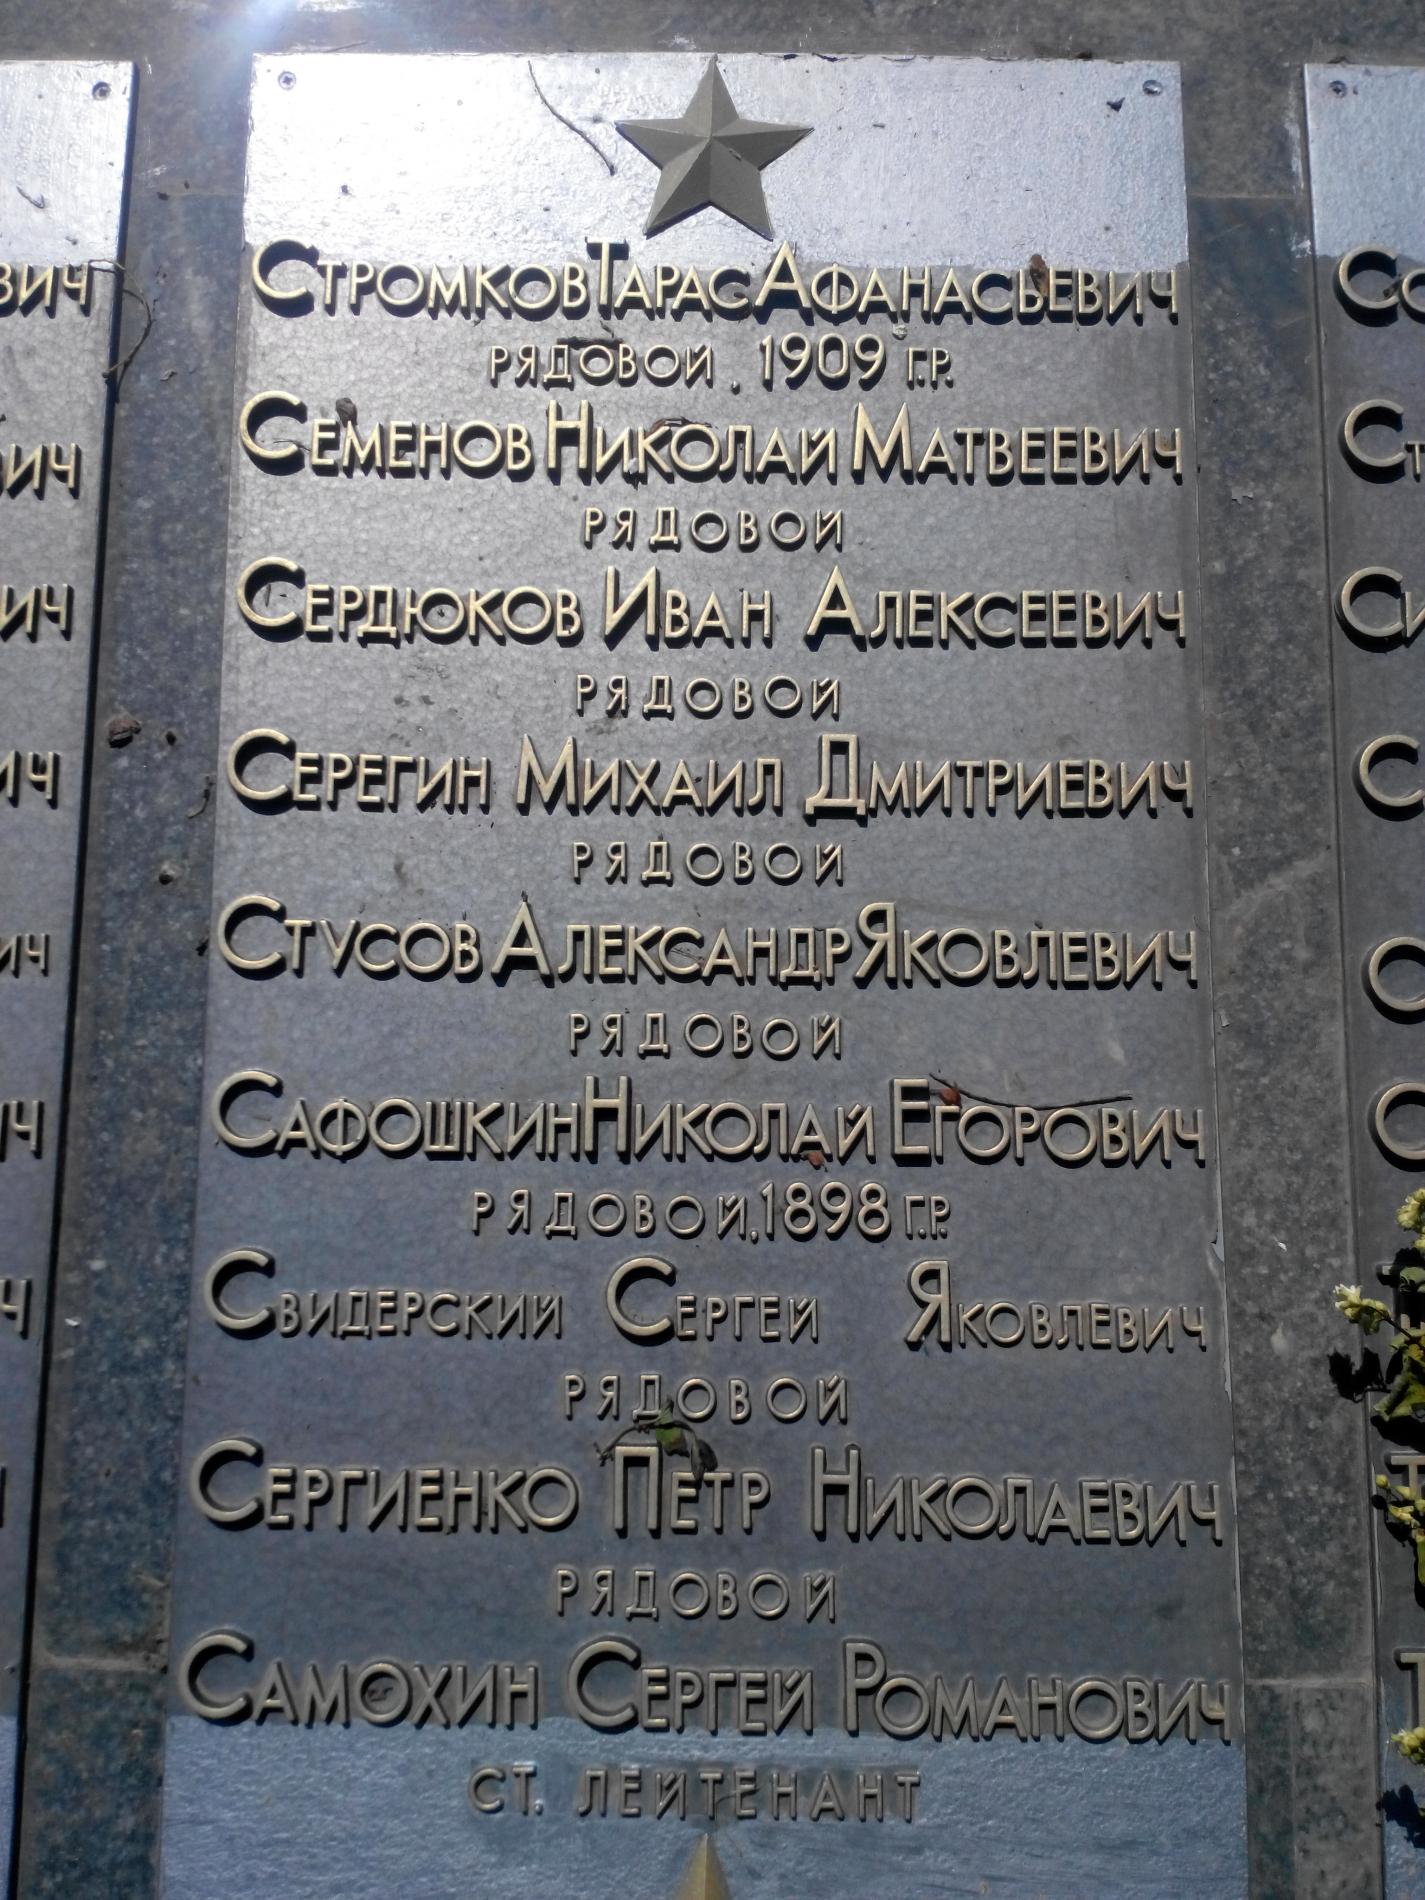 Стромков Тарас Афанасьевич
рядовой, 1909 г.р.
Семенов Николай Матвеевич
рядовой
Сердюков Иван Алексеевич
рядовой
Серегин Михаил Дмитриевич
рядовой
Стусов Александр Яковлевич
рядовой
Сафошкин Николай Егорович
рядовой, 1898 г.р.
Свидерский Сергей Яковлевич
рядовой
Сергиенко Петр Николаевич
рядовой
Самохин Сергей Романович
ст. лейтенант